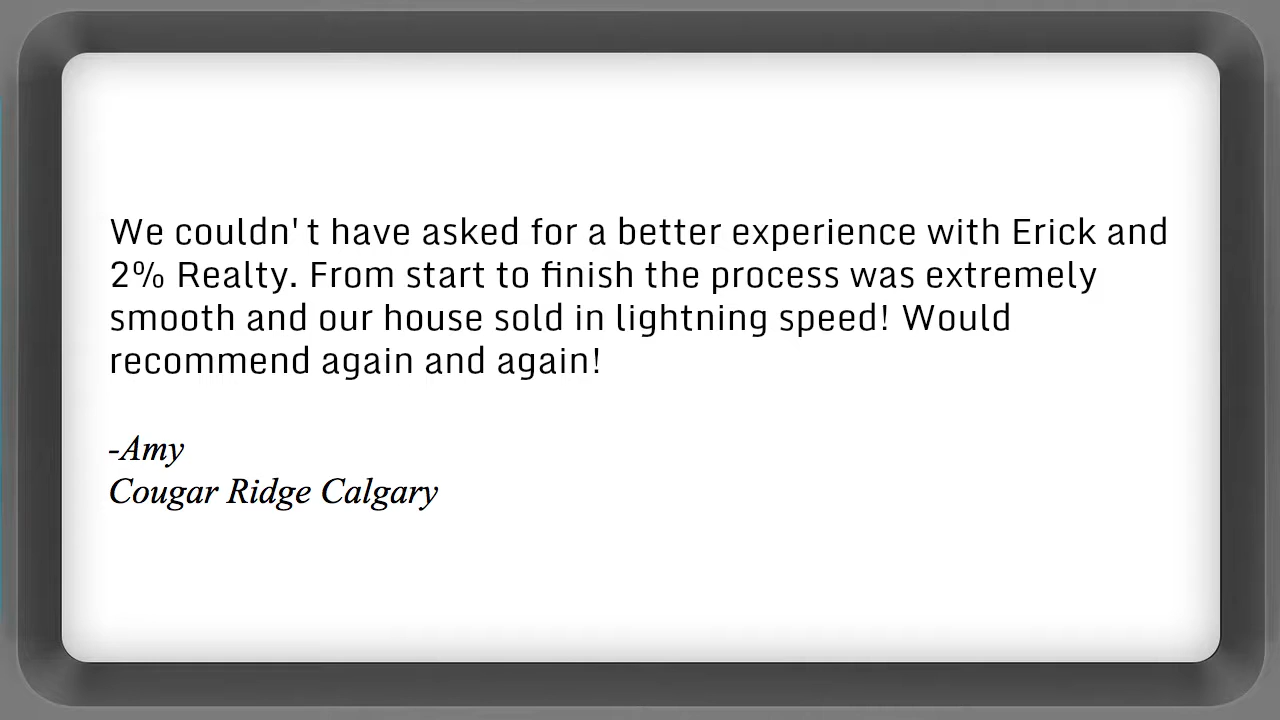 We couldn't have asked for a better experience with Erick and
2% Realty. From start to finish the process was extremely
smooth and our house sold in lightning speed! Would
recommend again and again!
-Amy
Cougar Ridge Calgary